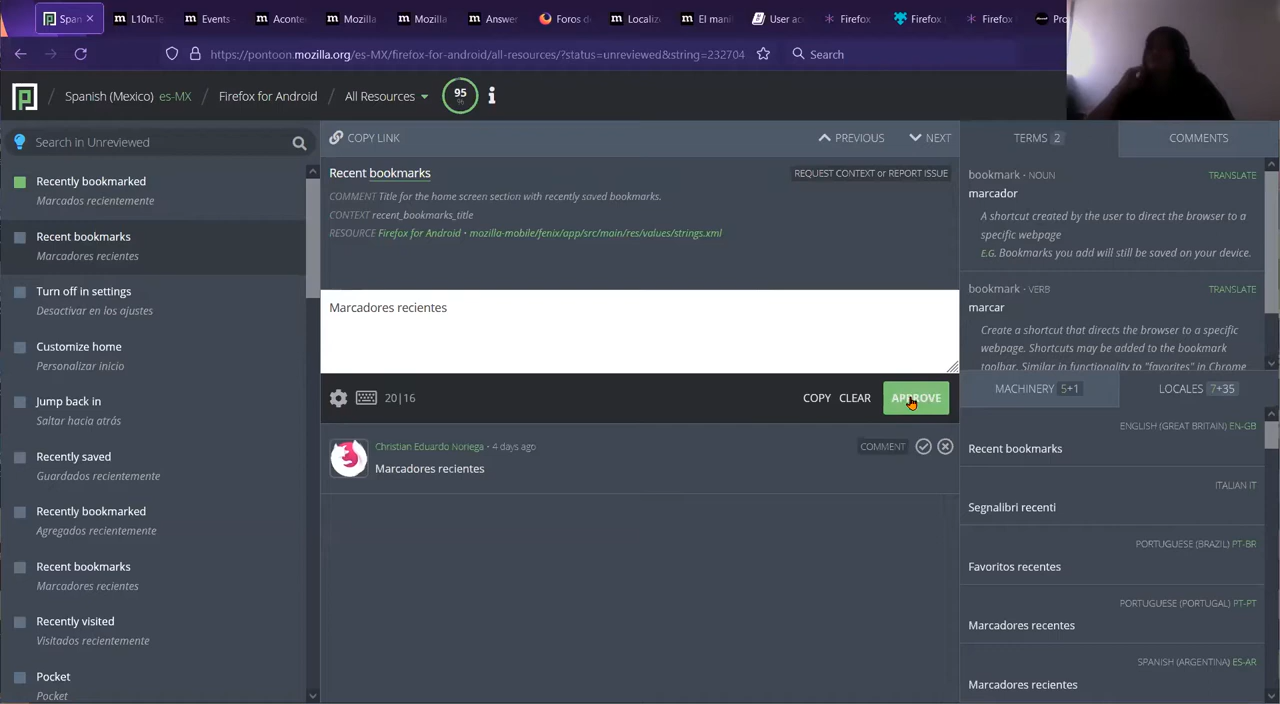 Span
L10n:Te
Events -
Aconte
Mozilla
Mozilla
Answer
Foros d
Localiz
El mani
User ac
Firefox
Firefox
Firefox
Pro
https://pontoon.mozilla.org/es-MX/firefox-for-android/all-resources/?status=unreviewed&string=232704
Search
/ Spanish (Mexico) es-MX / Firefox for Android / All Resources
95 %
Search in Unreviewed
Recently bookmarked
Marcados recientemente
Recent bookmarks
Marcadores recientes
Turn off in settings
Desactivar en los ajustes
Customize home
Personalizar inicio
Jump back in
Saltar hacia atrás
Recently saved
Guardados recientemente
Recently bookmarked
Agregados recientemente
Recent bookmarks
Marcadores recientes
Recently visited
Visitados recientemente
Pocket
Pocket
COPY LINK
PREVIOUS
NEXT
Recent bookmarks
REQUEST CONTEXT or REPORT ISSUE
COMMENT Title for the home screen section with recently saved bookmarks.
CONTEXT recent_bookmarks_title
RESOURCE Firefox for Android • mozilla-mobile/fenix/app/src/main/res/values/strings.xml
Marcadores recientes
20|16
COPY
CLEAR
APPROVE
Christian Eduardo Noriega • 4 days ago
COMMENT
Marcadores recientes
TERMS 2
COMMENTS
bookmark • NOUN
TRANSLATE
marcador
A shortcut created by the user to direct the browser to a
specific webpage
E.G. Bookmarks you add will still be saved on your device.
bookmark • VERB
TRANSLATE
marcar
Create a shortcut that directs the browser to a specific
webpage. Shortcuts may be added to the bookmark
toolbar. Similar in functionality to "favorites" in Chrome
MACHINERY 5+1
LOCALES 7+35
ENGLISH (GREAT BRITAIN) EN-GB
Recent bookmarks
ITALIAN IT
Segnalibri recenti
PORTUGUESE (BRAZIL) PT-BR
Favoritos recentes
PORTUGUESE (PORTUGAL) PT-PT
Marcadores recentes
SPANISH (ARGENTINA) ES-AR
Marcadores recientes